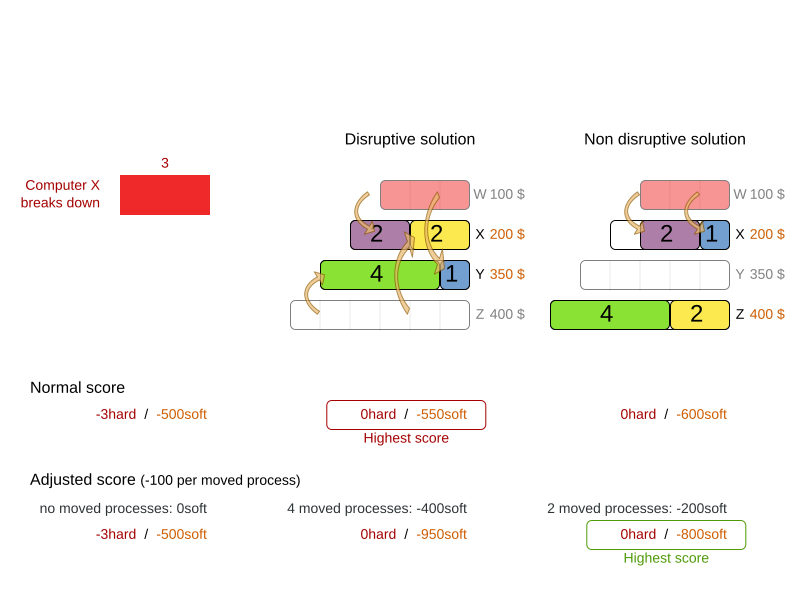 Disruptive solution
Non disruptive solution
3
Computer X
breaks down
W 100 $
W 100 $
2 2 X 200 $
2 1 X 200 $
4 1 Y 350 $
Y 350 $
Z 400 $
4 2 Z 400 $
Normal score
-3hard / -500soft
0hard / -550soft
0hard / -600soft
Highest score
Adjusted score (-100 per moved process)
no moved processes: 0soft
4 moved processes: -400soft
2 moved processes: -200soft
-3hard / -500soft
0hard / -950soft
0hard / -800soft
Highest score